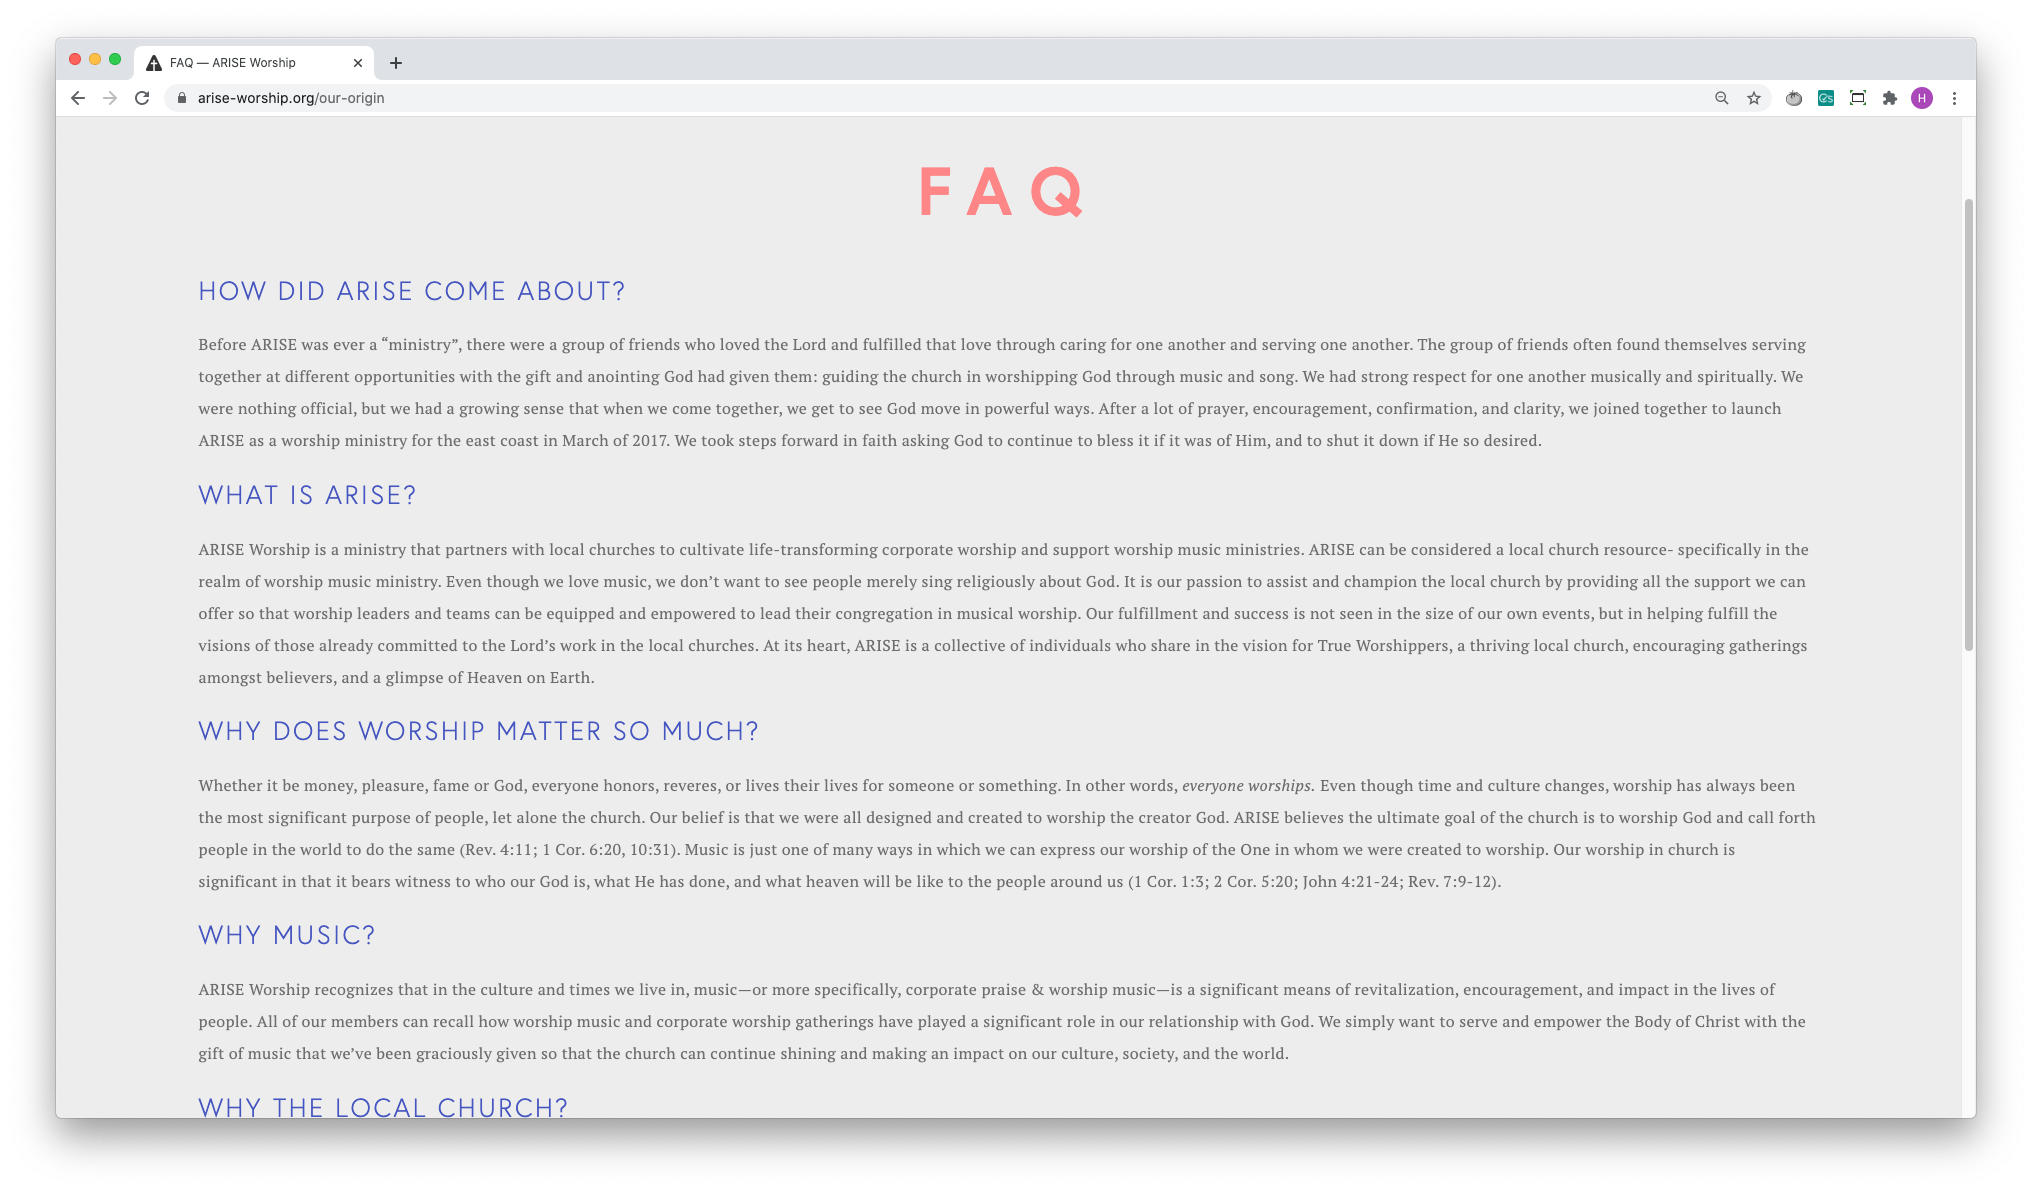 FAQ — ARISE Worship
arise-worship.org/our-origin
H
FAQ
HOW DID ARISE COME ABOUT?
Before ARISE was ever a “ministry”, there were a group of friends who loved the Lord and fulfilled that love through caring for one another and serving one another. The group of friends often found themselves serving
together at different opportunities with the gift and anointing God had given them: guiding the church in worshipping God through music and song. We had strong respect for one another musically and spiritually. We
were nothing official, but we had a growing sense that when we come together, we get to see God move in powerful ways. After a lot of prayer, encouragement, confirmation, and clarity, we joined together to launch
ARISE as a worship ministry for the east coast in March of 2017. We took steps forward in faith asking God to continue to bless it if it was of Him, and to shut it down if He so desired.
WHAT IS ARISE?
ARISE Worship is a ministry that partners with local churches to cultivate life-transforming corporate worship and support worship music ministries. ARISE can be considered a local church resource- specifically in the
realm of worship music ministry. Even though we love music, we don’t want to see people merely sing religiously about God. It is our passion to assist and champion the local church by providing all the support we can
offer so that worship leaders and teams can be equipped and empowered to lead their congregation in musical worship. Our fulfillment and success is not seen in the size of our own events, but in helping fulfill the
visions of those already committed to the Lord’s work in the local churches. At its heart, ARISE is a collective of individuals who share in the vision for True Worshippers, a thriving local church, encouraging gatherings
amongst believers, and a glimpse of Heaven on Earth.
WHY DOES WORSHIP MATTER SO MUCH?
Whether it be money, pleasure, fame or God, everyone honors, reveres, or lives their lives for someone or something. In other words, everyone worships. Even though time and culture changes, worship has always been
the most significant purpose of people, let alone the church. Our belief is that we were all designed and created to worship the creator God. ARISE believes the ultimate goal of the church is to worship God and call forth
people in the world to do the same (Rev. 4:11; 1 Cor. 6:20, 10:31). Music is just one of many ways in which we can express our worship of the One in whom we were created to worship. Our worship in church is
significant in that it bears witness to who our God is, what He has done, and what heaven will be like to the people around us (1 Cor. 1:3; 2 Cor. 5:20; John 4:21-24; Rev. 7:9-12).
WHY MUSIC?
ARISE Worship recognizes that in the culture and times we live in, music—or more specifically, corporate praise & worship music—is a significant means of revitalization, encouragement, and impact in the lives of
people. All of our members can recall how worship music and corporate worship gatherings have played a significant role in our relationship with God. We simply want to serve and empower the Body of Christ with the
gift of music that we’ve been graciously given so that the church can continue shining and making an impact on our culture, society, and the world.
WHY THE LOCAL CHURCH?